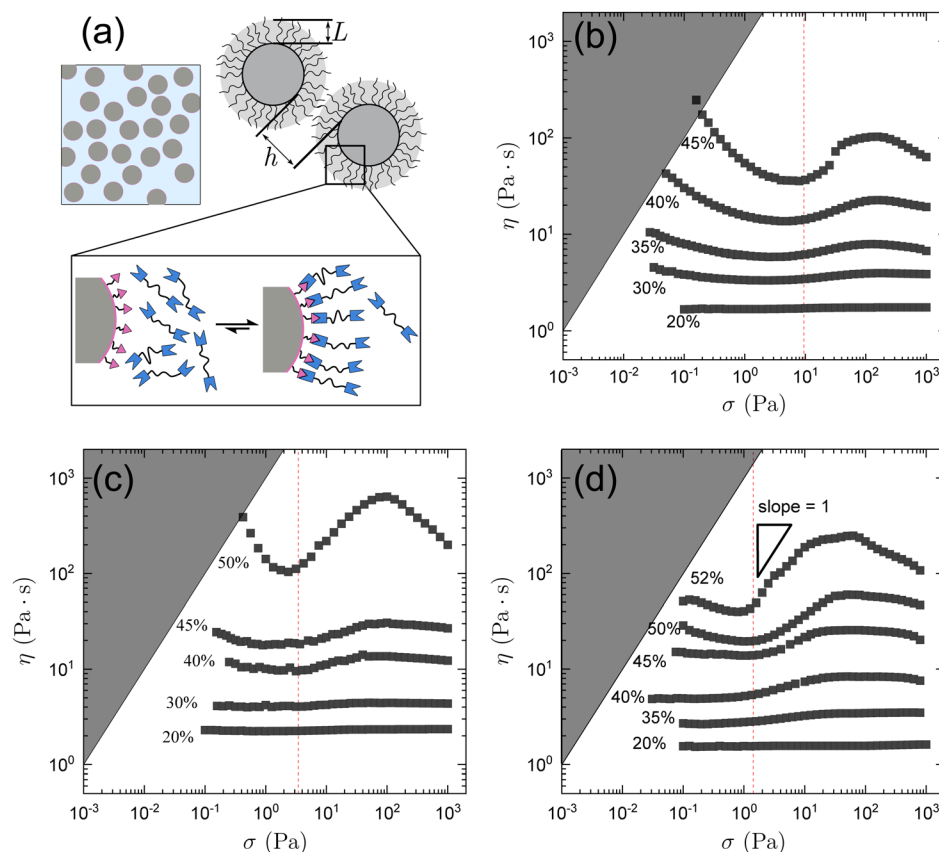 (a)
L
h
(b)
η (Pa · s)
10³
10²
10¹
10⁰
45%
40%
35%
30%
20%
10⁻³ 10⁻² 10⁻¹ 10⁰ 10¹ 10² 10³
σ (Pa)
(c)
η (Pa · s)
10³
10²
10¹
10⁰
50%
45%
40%
30%
20%
10⁻³ 10⁻² 10⁻¹ 10⁰ 10¹ 10² 10³
σ (Pa)
(d)
η (Pa · s)
10³
10²
10¹
10⁰
slope = 1
52%
50%
45%
40%
35%
20%
10⁻³ 10⁻² 10⁻¹ 10⁰ 10¹ 10² 10³
σ (Pa)